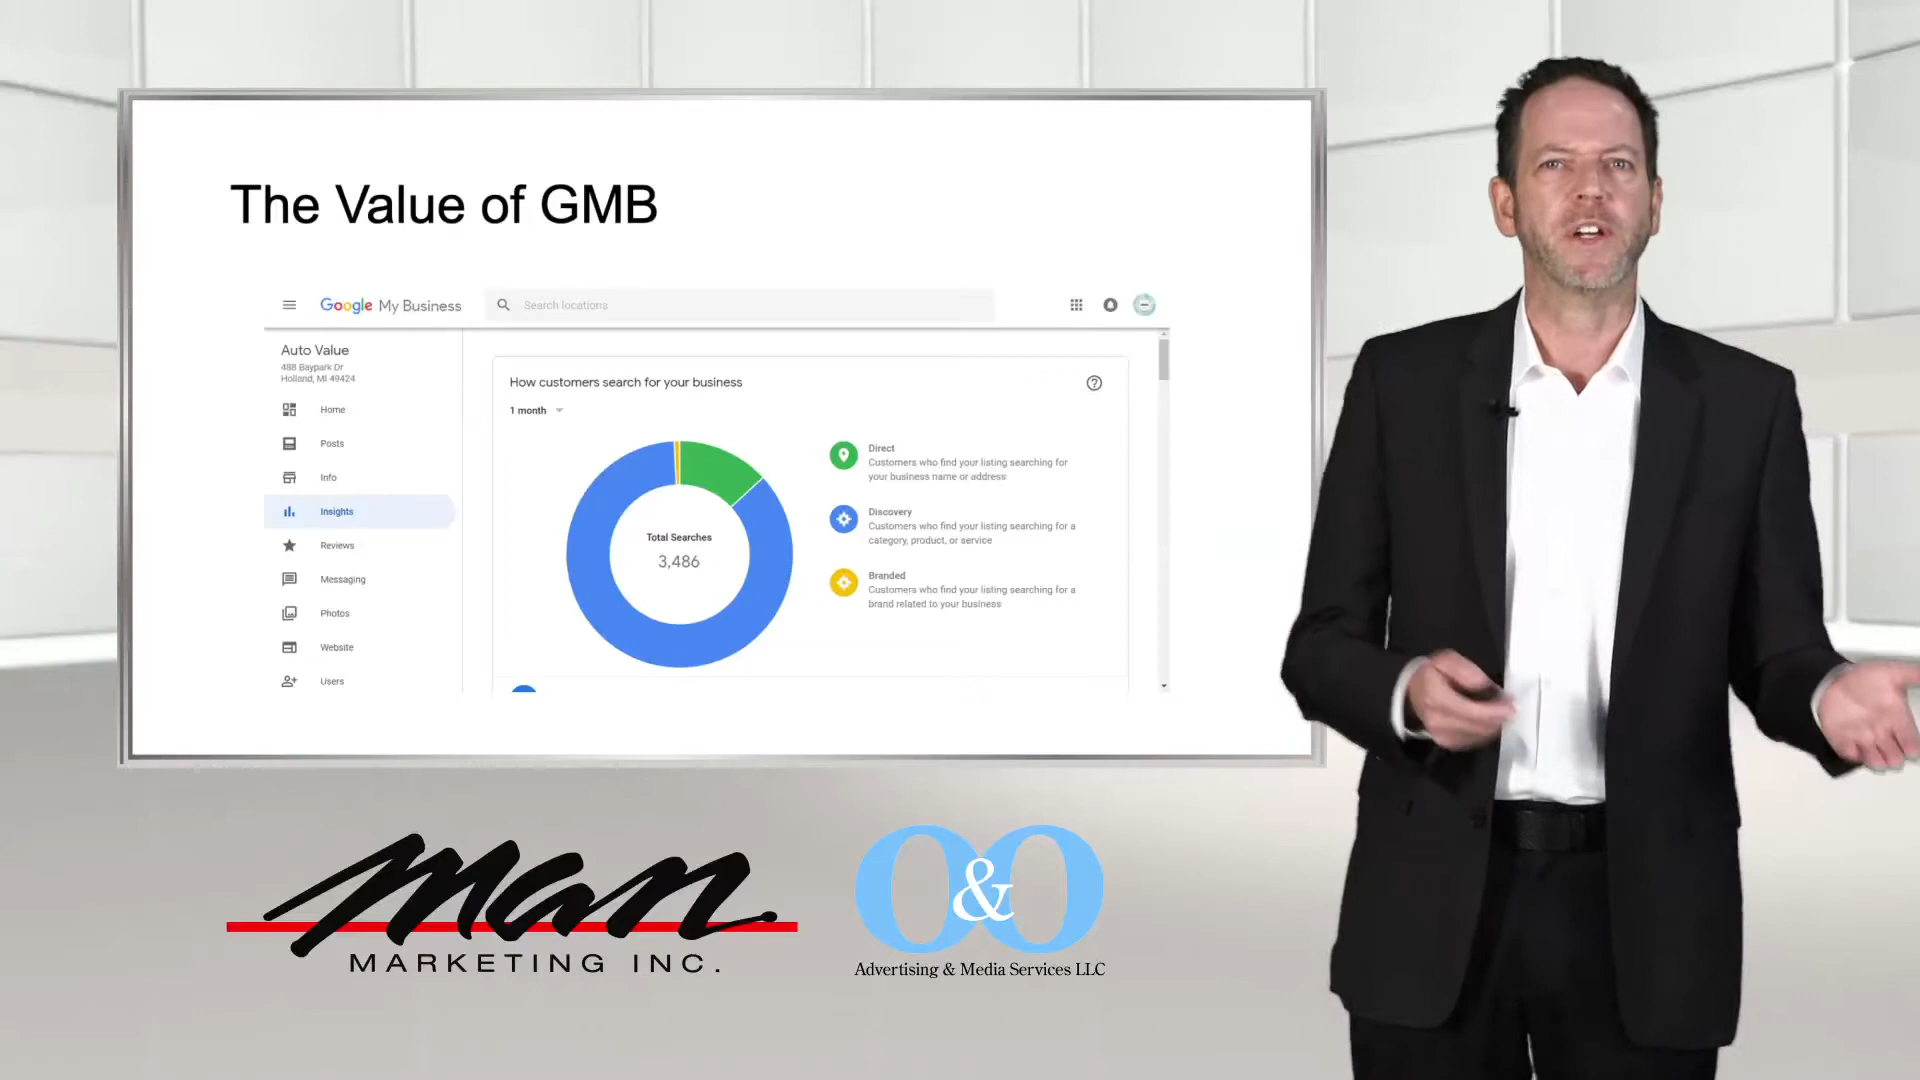 The Value of GMB
Google My Business
Search locations
Auto Value
488 Baypark Dr
Holland, MI 49424
Home
Posts
Info
Insights
Reviews
Messaging
Photos
Website
Users
How customers search for your business
1 month
Total Searches
3,486
Direct
Customers who find your listing searching for
your business name or address
Discovery
Customers who find your listing searching for a
category, product, or service
Branded
Customers who find your listing searching for a
brand related to your business
man
MARKETING INC.
O&O
Advertising & Media Services LLC